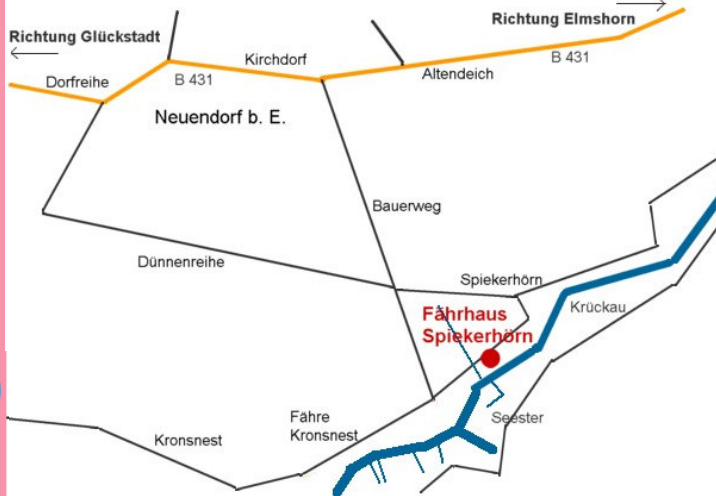 Richtung Elmshorn
Richtung Glückstadt
Kirchdorf
B 431
Altendeich
Dorfreihe
B 431
Neuendorf b. E.
Bauerweg
Dünnenreihe
Spiekerhörn
Krückau
Fährhaus
Spiekerhörn
Seester
Fähre
Kronsnest
Kronsnest